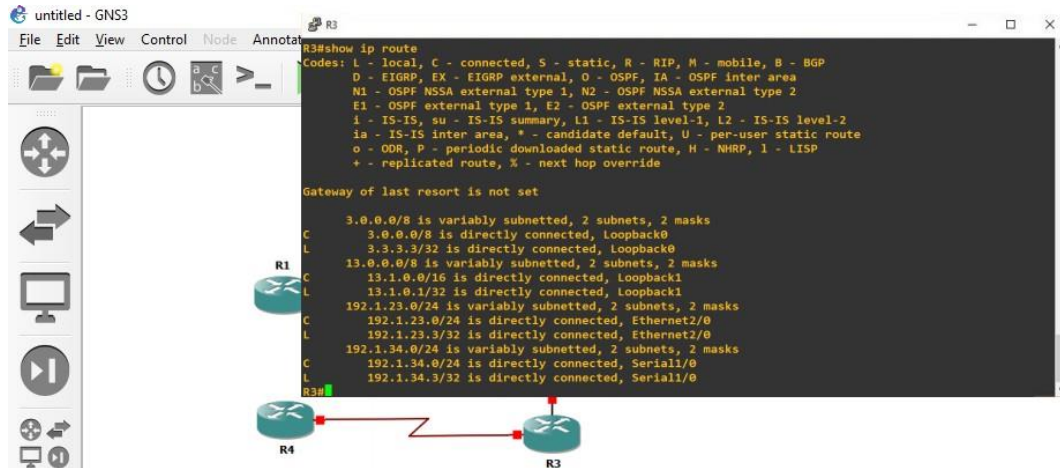 untitled - GNS3
File Edit View Control Node Annotat
R3
R3#show ip route
Codes: L - local, C - connected, S - static, R - RIP, M - mobile, B - BGP
D - EIGRP, EX - EIGRP external, O - OSPF, IA - OSPF inter area
N1 - OSPF NSSA external type 1, N2 - OSPF NSSA external type 2
E1 - OSPF external type 1, E2 - OSPF external type 2
i - IS-IS, su - IS-IS summary, L1 - IS-IS level-1, L2 - IS-IS level-2
ia - IS-IS inter area, * - candidate default, U - per-user static route
o - ODR, P - periodic downloaded static route, H - NHRP, l - LISP
+ - replicated route, % - next hop override
Gateway of last resort is not set
3.0.0.0/8 is variably subnetted, 2 subnets, 2 masks
C 3.0.0.0/8 is directly connected, Loopback0
L 3.3.3.3/32 is directly connected, Loopback0
13.0.0.0/8 is variably subnetted, 2 subnets, 2 masks
C 13.1.0.0/16 is directly connected, Loopback1
L 13.1.0.1/32 is directly connected, Loopback1
192.1.23.0/24 is variably subnetted, 2 subnets, 2 masks
C 192.1.23.0/24 is directly connected, Ethernet2/0
L 192.1.23.3/32 is directly connected, Ethernet2/0
192.1.34.0/24 is variably subnetted, 2 subnets, 2 masks
C 192.1.34.0/24 is directly connected, Serial1/0
L 192.1.34.3/32 is directly connected, Serial1/0
R3#
R1
R4
R3